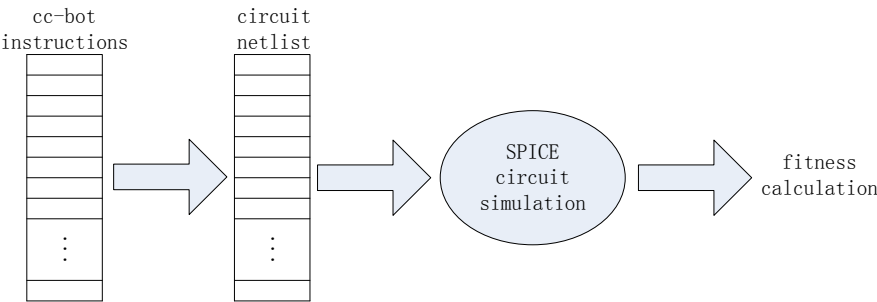 cc-bot
instructions
circuit
netlist
SPICE
circuit
simulation
fitness
calculation